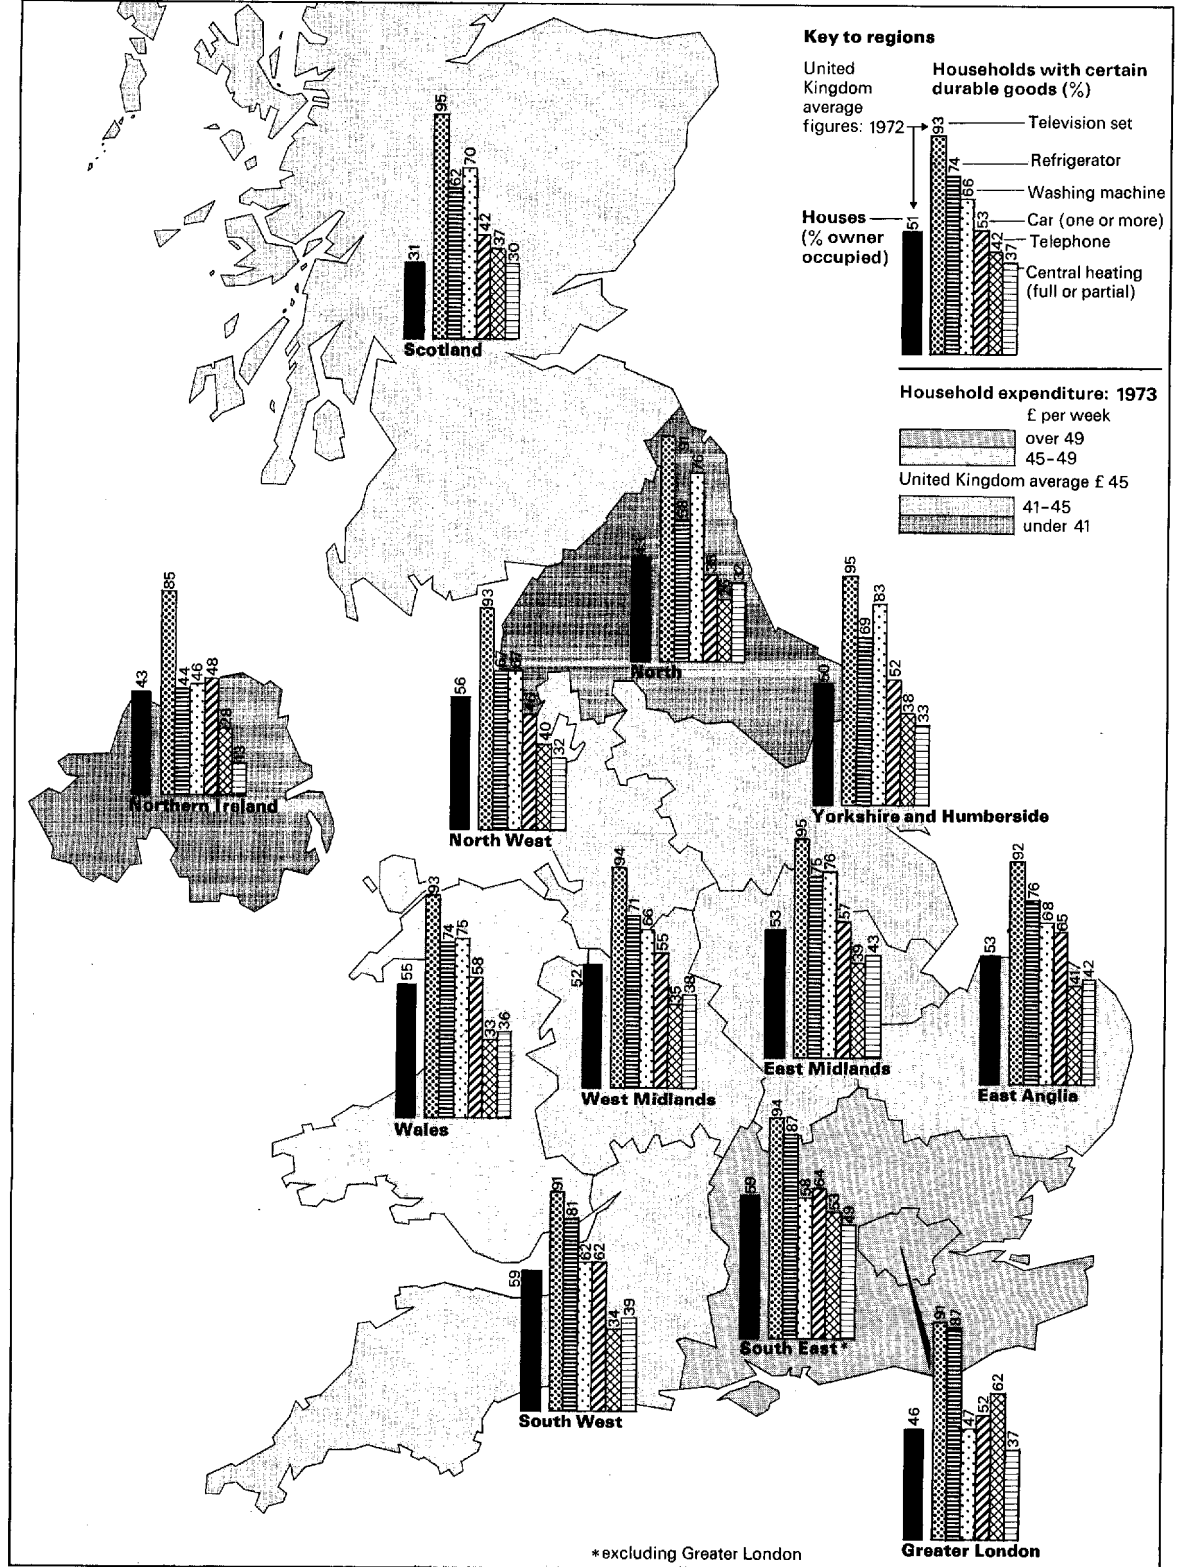 Key to regions
United
Kingdom
average
figures: 1972
Households with certain
durable goods (%)
93
Television set
74
Refrigerator
66
Washing machine
53
Car (one or more)
42
Telephone
37
Central heating
(full or partial)
51
Houses
(% owner
occupied)
Household expenditure: 1973
£ per week
over 49
45-49
United Kingdom average £ 45
41-45
under 41
31
95
62
70
42
37
30
Scotland
91
68
76
32
North
43
85
44
46
48
28
13
Northern Ireland
56
93
67
40
32
North West
50
95
69
83
52
38
33
Yorkshire and Humberside
55
93
74
75
58
33
36
Wales
52
94
71
66
55
35
38
West Midlands
53
95
75
76
57
39
43
East Midlands
53
92
76
68
65
41
42
East Anglia
59
91
81
62
62
34
39
South West
59
94
87
58
64
53
49
South East*
46
91
87
47
52
62
37
Greater London
*excluding Greater London